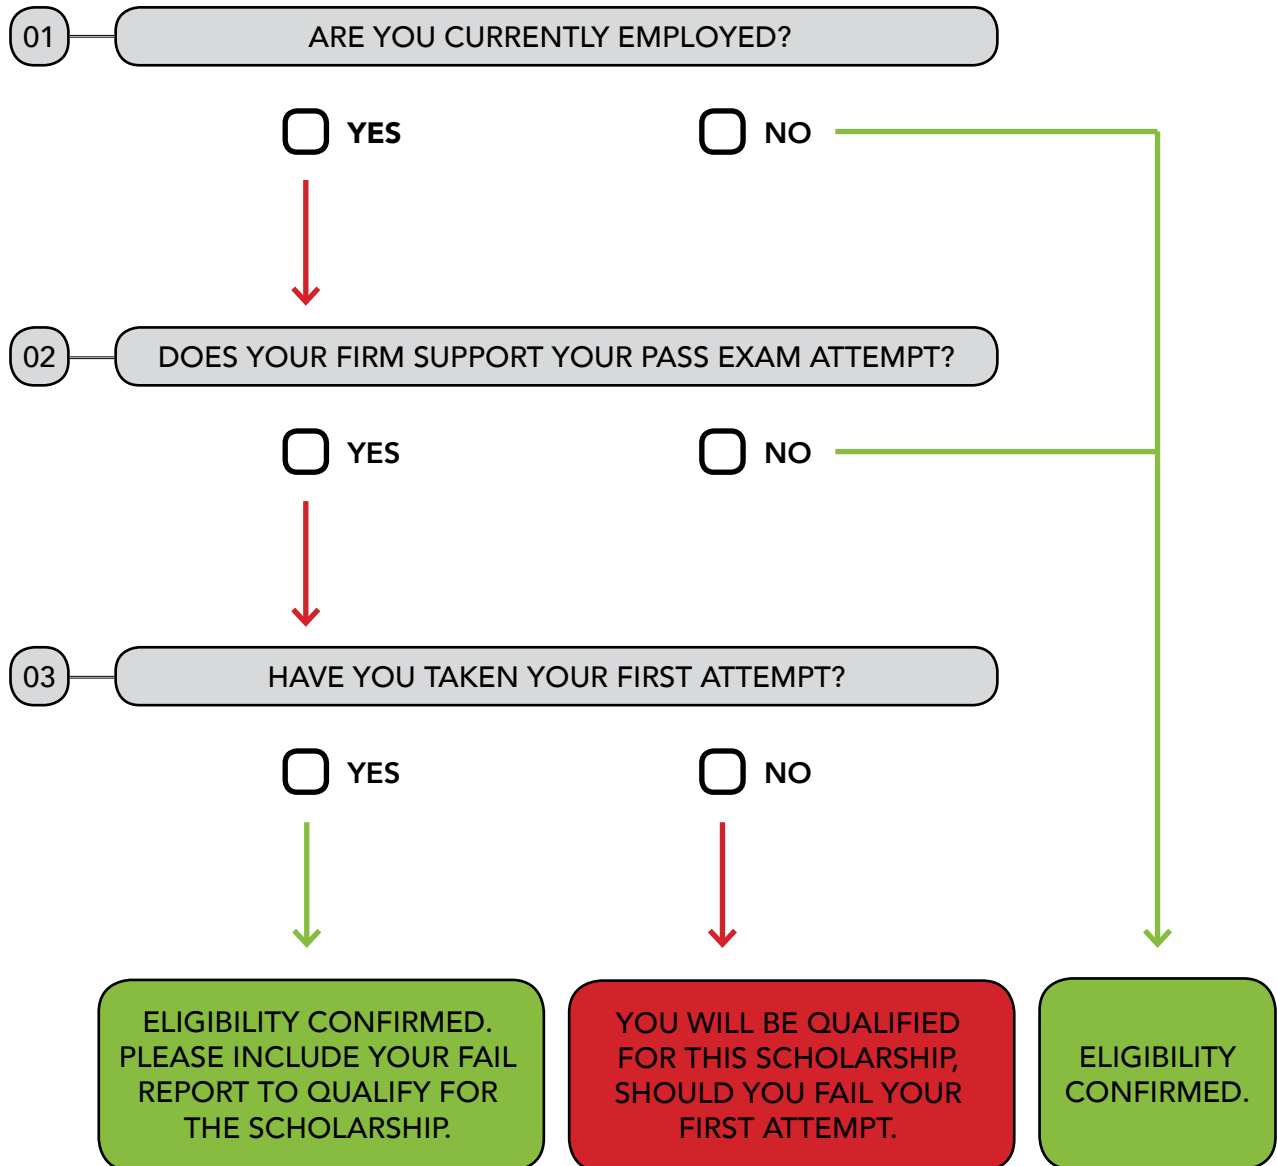 01
ARE YOU CURRENTLY EMPLOYED?
YES
NO
02
DOES YOUR FIRM SUPPORT YOUR PASS EXAM ATTEMPT?
YES
NO
03
HAVE YOU TAKEN YOUR FIRST ATTEMPT?
YES
NO
ELIGIBILITY CONFIRMED.
PLEASE INCLUDE YOUR FAIL
REPORT TO QUALIFY FOR
THE SCHOLARSHIP.
YOU WILL BE QUALIFIED
FOR THIS SCHOLARSHIP,
SHOULD YOU FAIL YOUR
FIRST ATTEMPT.
ELIGIBILITY
CONFIRMED.